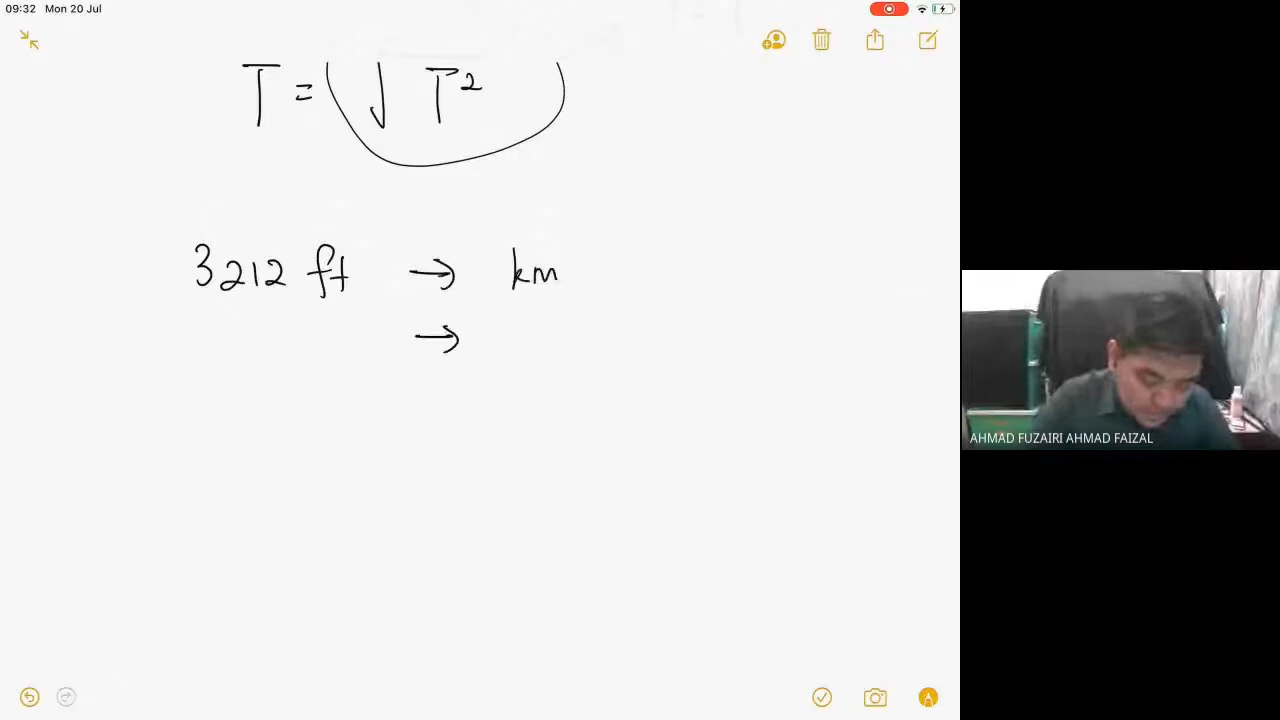 09:32 Mon 20 Jul
T = √ T²
3212 ft → km
→
AHMAD FUZAIRI AHMAD FAIZAL